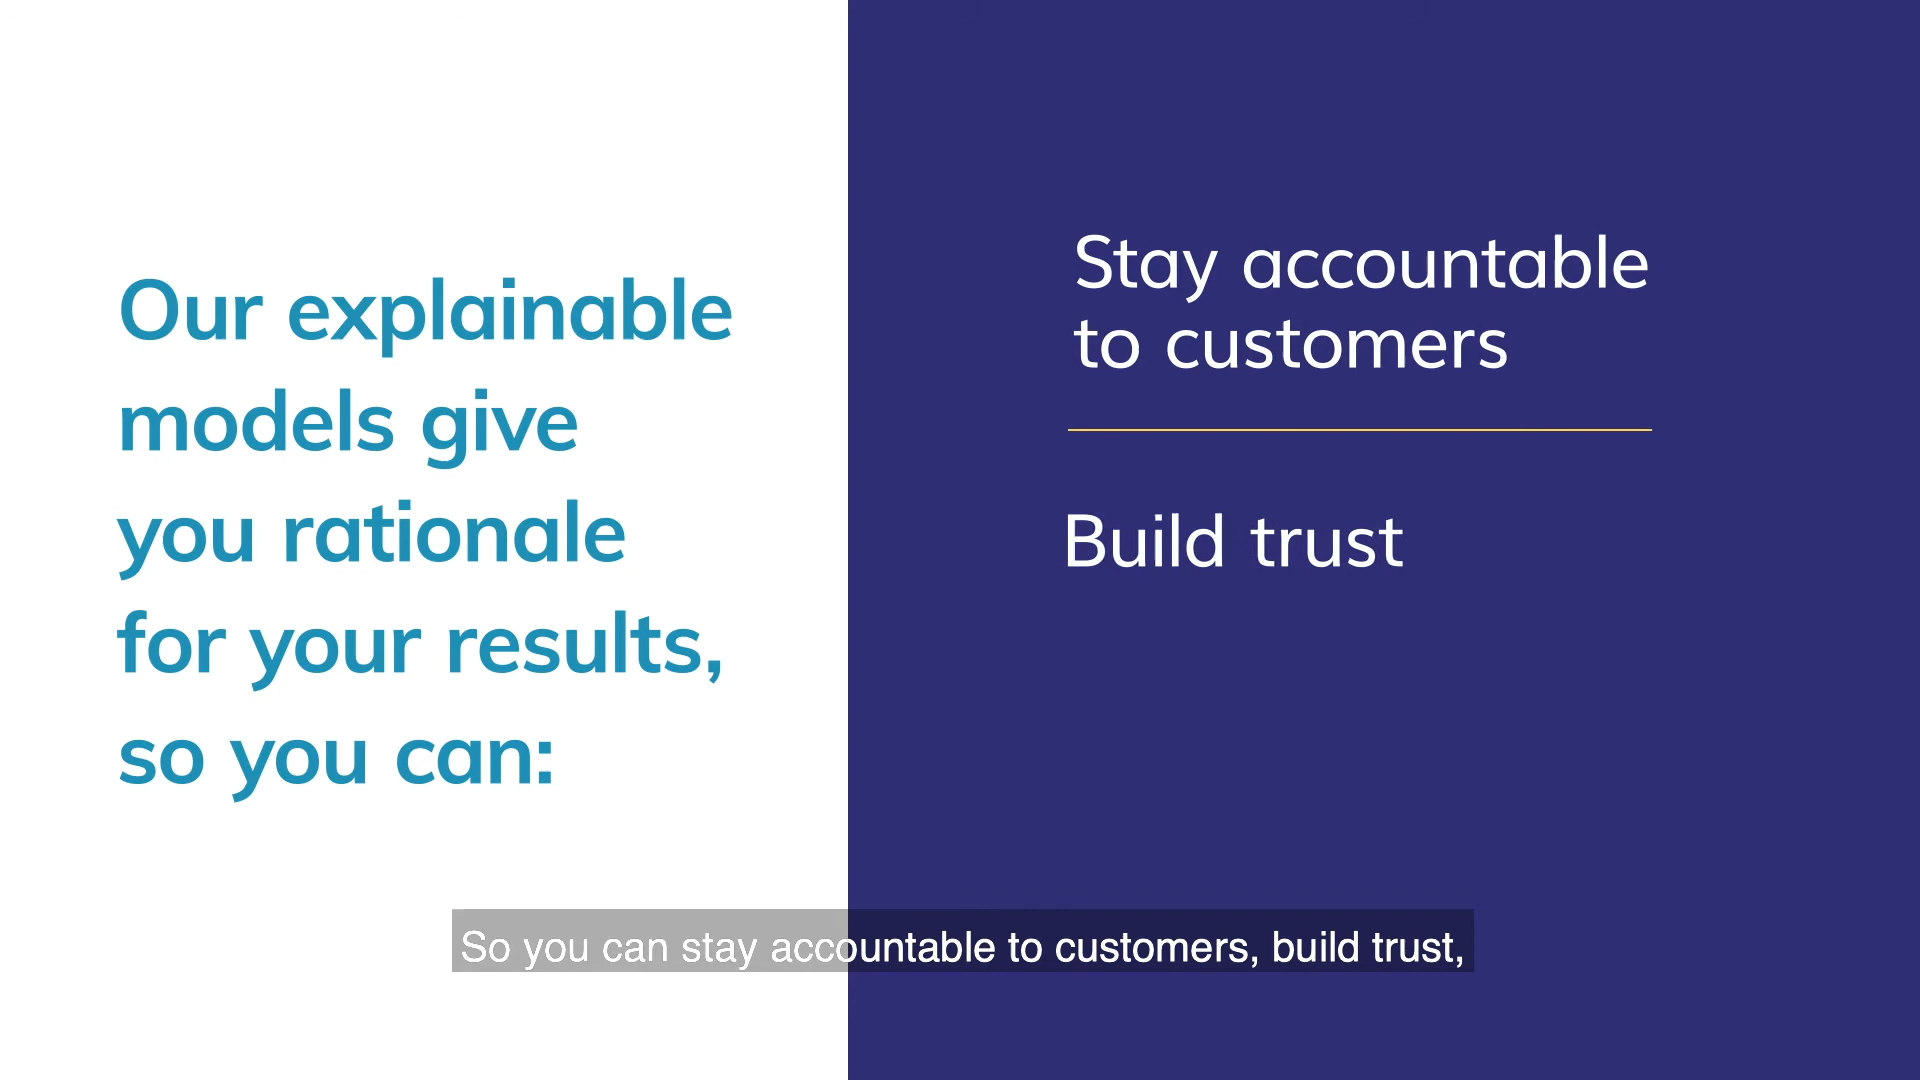 Our explainable
models give
you rationale
for your results,
so you can:
Stay accountable
to customers
Build trust
So you can stay accountable to customers, build trust,